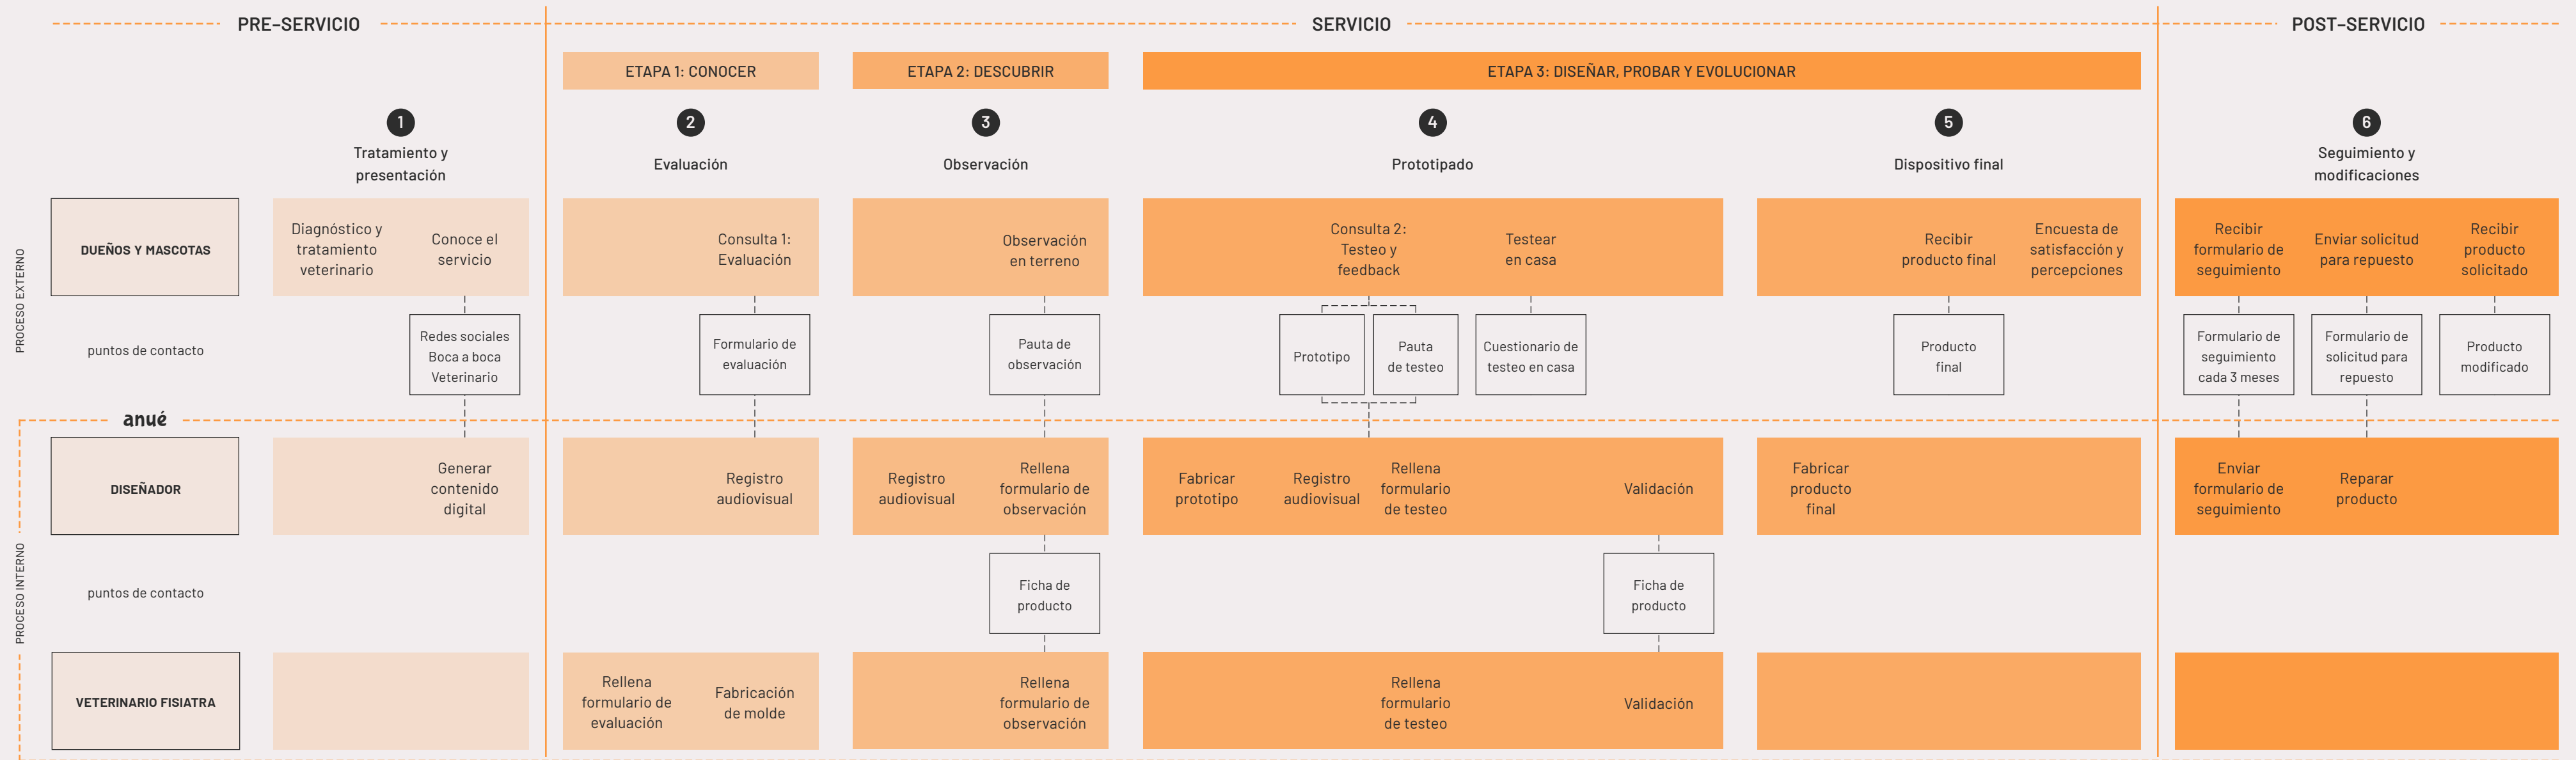 PRE-SERVICIO
SERVICIO
POST-SERVICIO
ETAPA 1: CONOCER
ETAPA 2: DESCUBRIR
ETAPA 3: DISEÑAR, PROBAR Y EVOLUCIONAR
1
Tratamiento y
presentación
2
Evaluación
3
Observación
4
Prototipado
5
Dispositivo final
6
Seguimiento y
modificaciones
PROCESO EXTERNO
DUEÑOS Y MASCOTAS
Diagnóstico y
tratamiento
veterinario
Conoce el
servicio
Consulta 1:
Evaluación
Observación
en terreno
Consulta 2:
Testeo y
feedback
Testear
en casa
Recibir
producto final
Encuesta de
satisfacción y
percepciones
Recibir
formulario de
seguimiento
Enviar solicitud
para repuesto
Recibir
producto
solicitado
puntos de contacto
Redes sociales
Boca a boca
Veterinario
Formulario de
evaluación
Pauta de
observación
Prototipo
Pauta
de testeo
Cuestionario de
testeo en casa
Producto
final
Formulario de
seguimiento
cada 3 meses
Formulario de
solicitud para
repuesto
Producto
modificado
anué
PROCESO INTERNO
DISEÑADOR
Generar
contenido
digital
Registro
audiovisual
Registro
audiovisual
Rellena
formulario de
observación
Fabricar
prototipo
Registro
audiovisual
Rellena
formulario
de testeo
Validación
Fabricar
producto
final
Enviar
formulario de
seguimiento
Reparar
producto
puntos de contacto
Ficha de
producto
Ficha de
producto
VETERINARIO FISIATRA
Rellena
formulario de
evaluación
Fabricación
de molde
Rellena
formulario de
observación
Rellena
formulario
de testeo
Validación